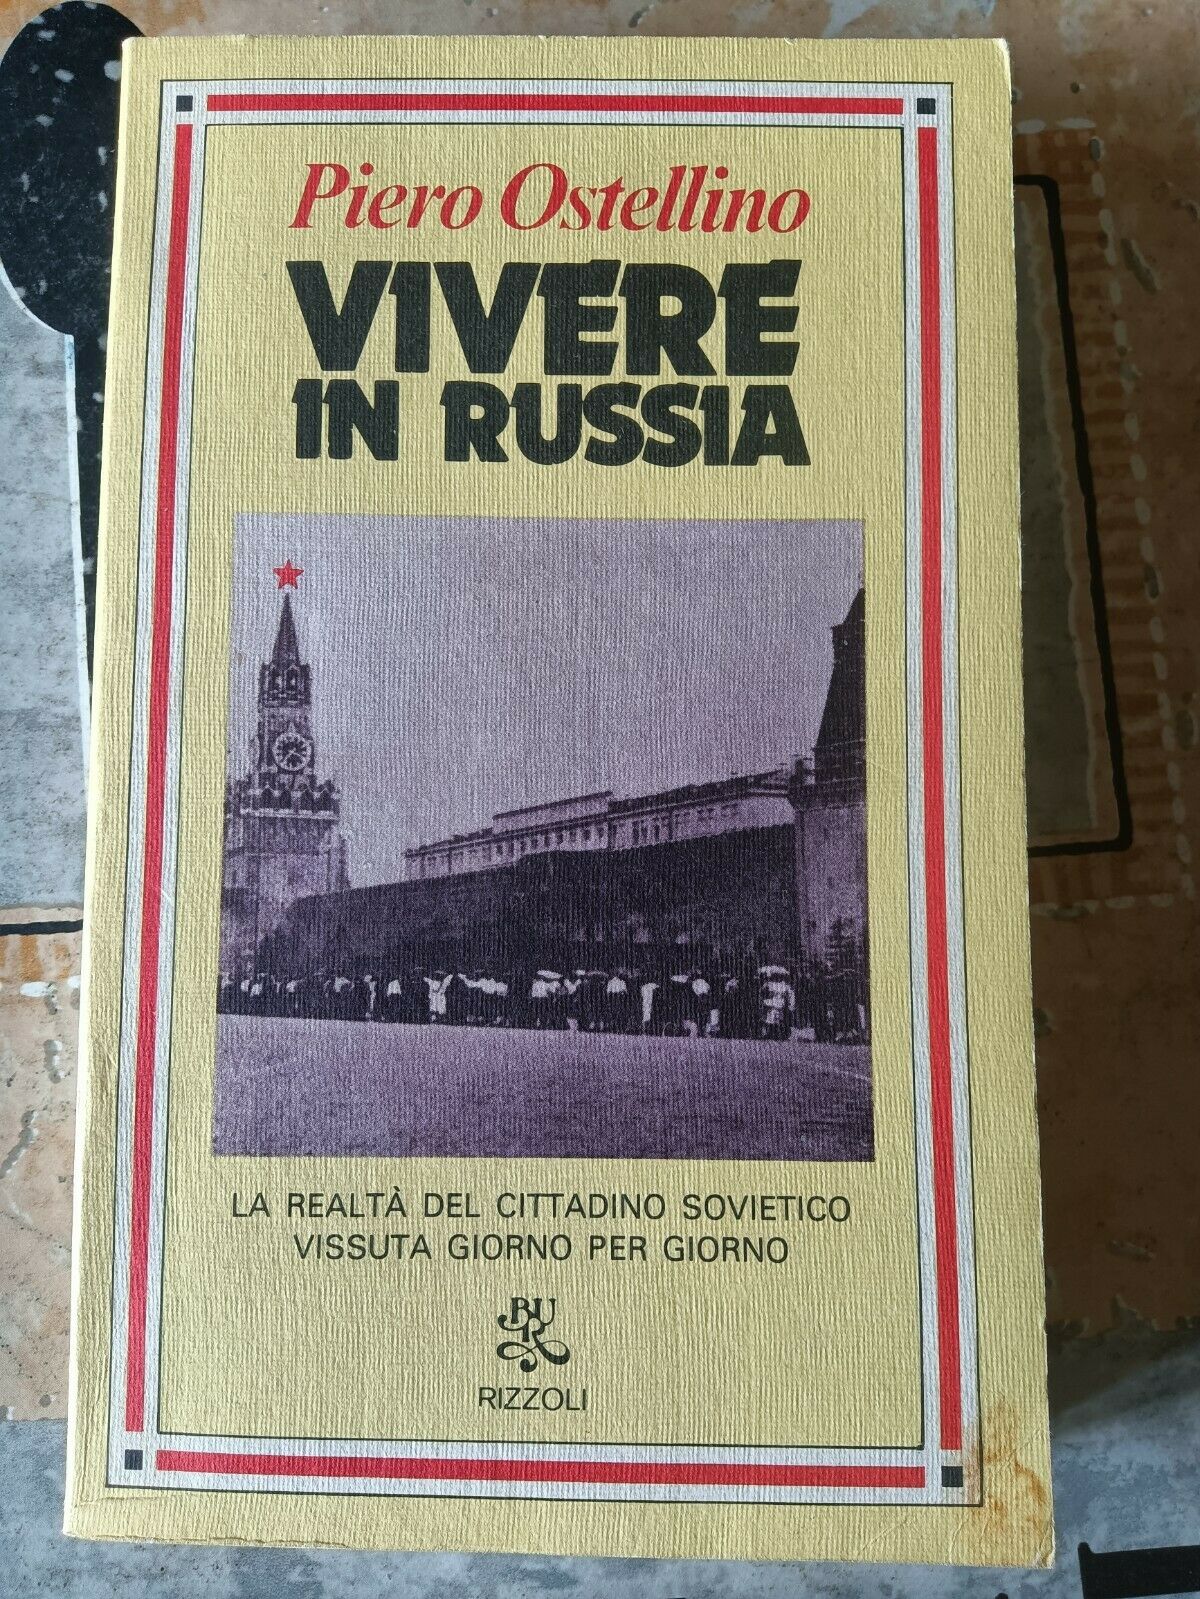 Piero Ostellino
VIVERE
IN RUSSIA
LA REALTÀ DEL CITTADINO SOVIETICO
VISSUTA GIORNO PER GIORNO
BUR
RIZZOLI